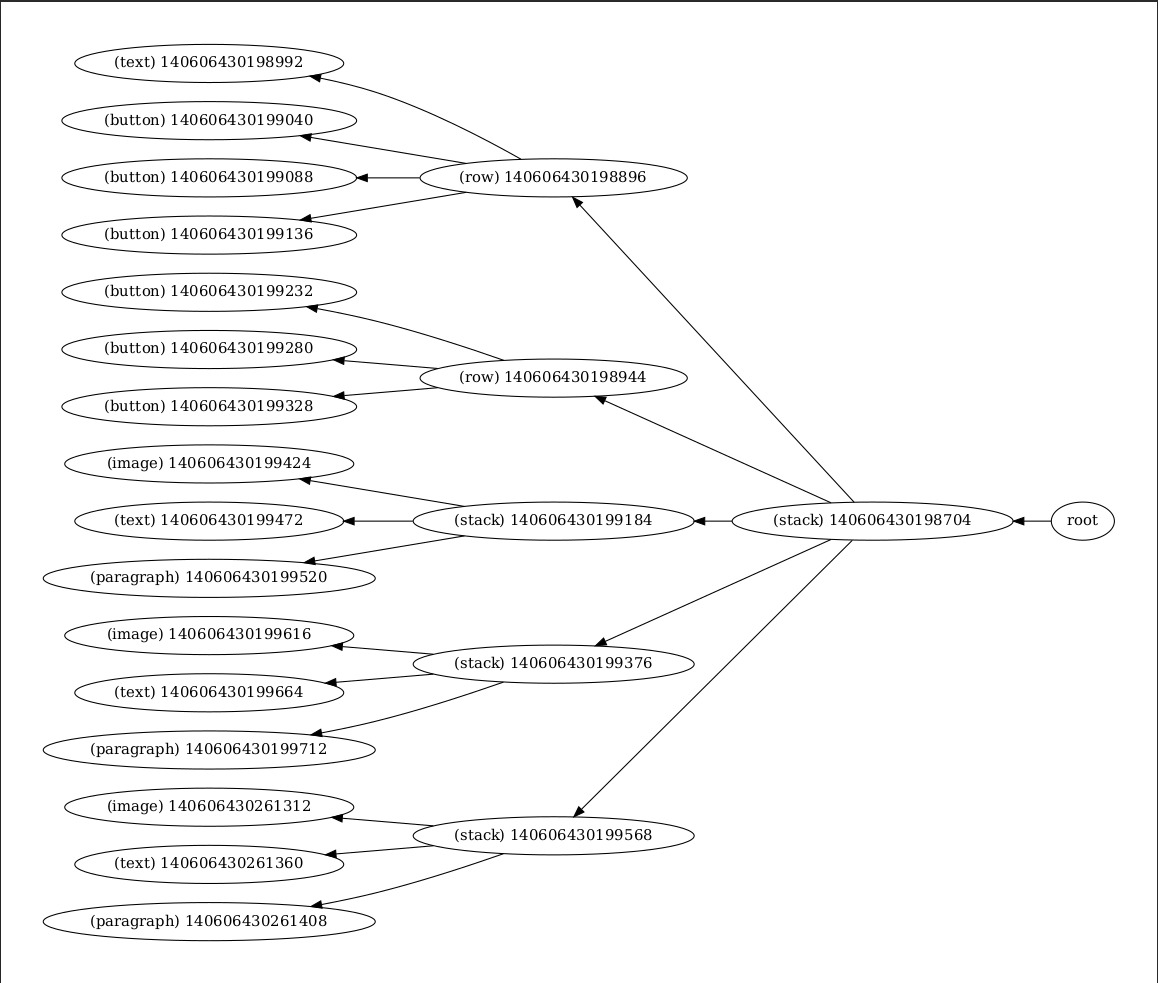 (text) 140606430198992
(button) 140606430199040
(button) 140606430199088
(row) 140606430198896
(button) 140606430199136
(button) 140606430199232
(button) 140606430199280
(row) 140606430198944
(button) 140606430199328
(image) 140606430199424
(text) 140606430199472
(stack) 140606430199184
(stack) 140606430198704
root
(paragraph) 140606430199520
(image) 140606430199616
(stack) 140606430199376
(text) 140606430199664
(paragraph) 140606430199712
(image) 140606430261312
(stack) 140606430199568
(text) 140606430261360
(paragraph) 140606430261408